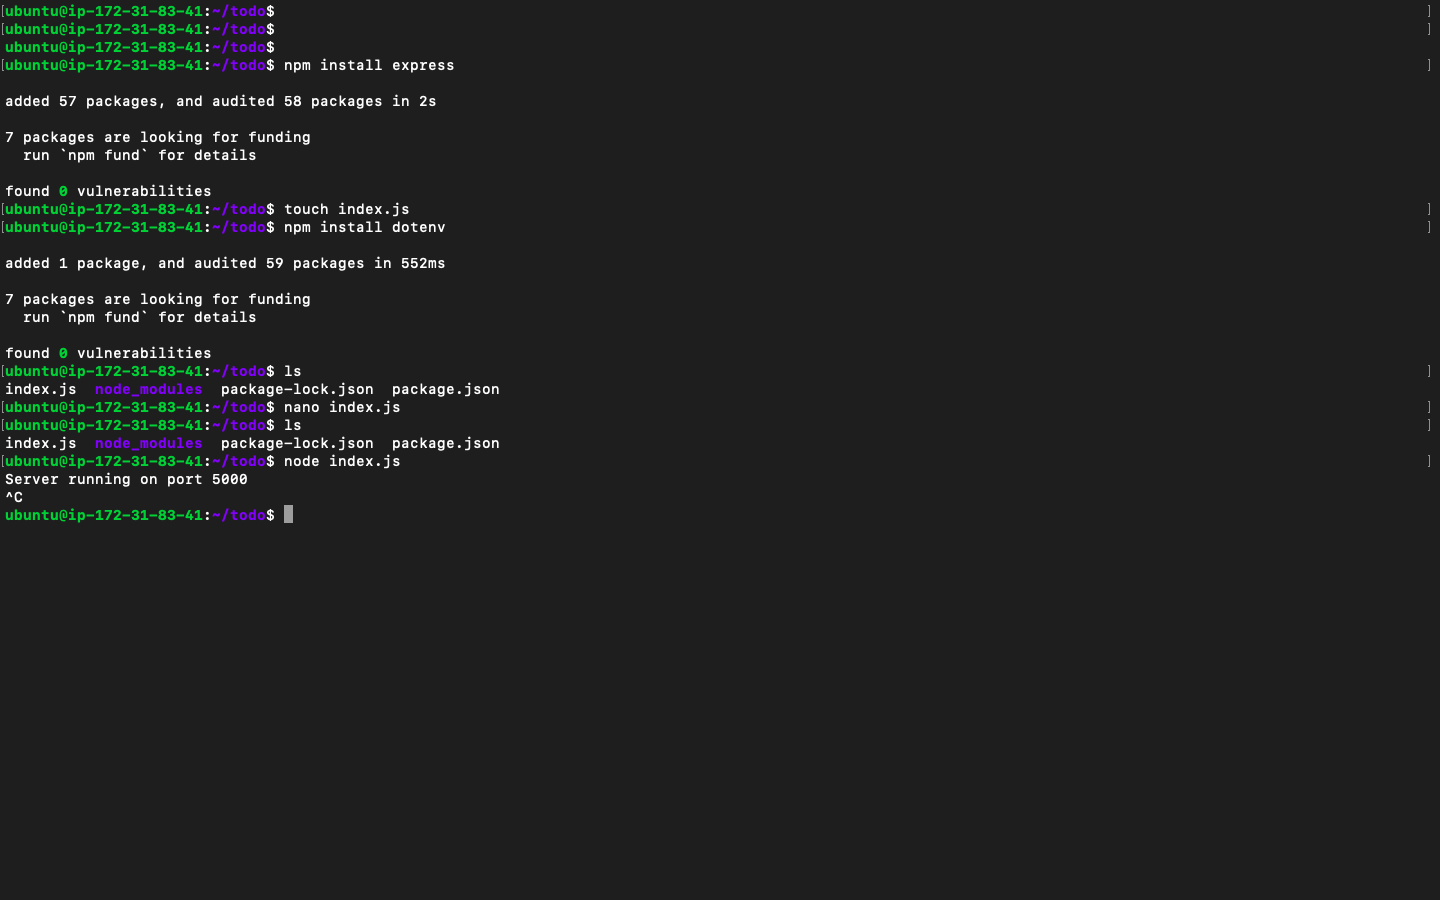 [ubuntu@ip-172-31-83-41:~/todo$ ]
[ubuntu@ip-172-31-83-41:~/todo$ ]
ubuntu@ip-172-31-83-41:~/todo$
[ubuntu@ip-172-31-83-41:~/todo$ npm install express ]
added 57 packages, and audited 58 packages in 2s
7 packages are looking for funding
run `npm fund` for details
found 0 vulnerabilities
[ubuntu@ip-172-31-83-41:~/todo$ touch index.js ]
[ubuntu@ip-172-31-83-41:~/todo$ npm install dotenv ]
added 1 package, and audited 59 packages in 552ms
7 packages are looking for funding
run `npm fund` for details
found 0 vulnerabilities
[ubuntu@ip-172-31-83-41:~/todo$ ls ]
index.js node_modules package-lock.json package.json
[ubuntu@ip-172-31-83-41:~/todo$ nano index.js ]
[ubuntu@ip-172-31-83-41:~/todo$ ls ]
index.js node_modules package-lock.json package.json
[ubuntu@ip-172-31-83-41:~/todo$ node index.js ]
Server running on port 5000
^C
ubuntu@ip-172-31-83-41:~/todo$